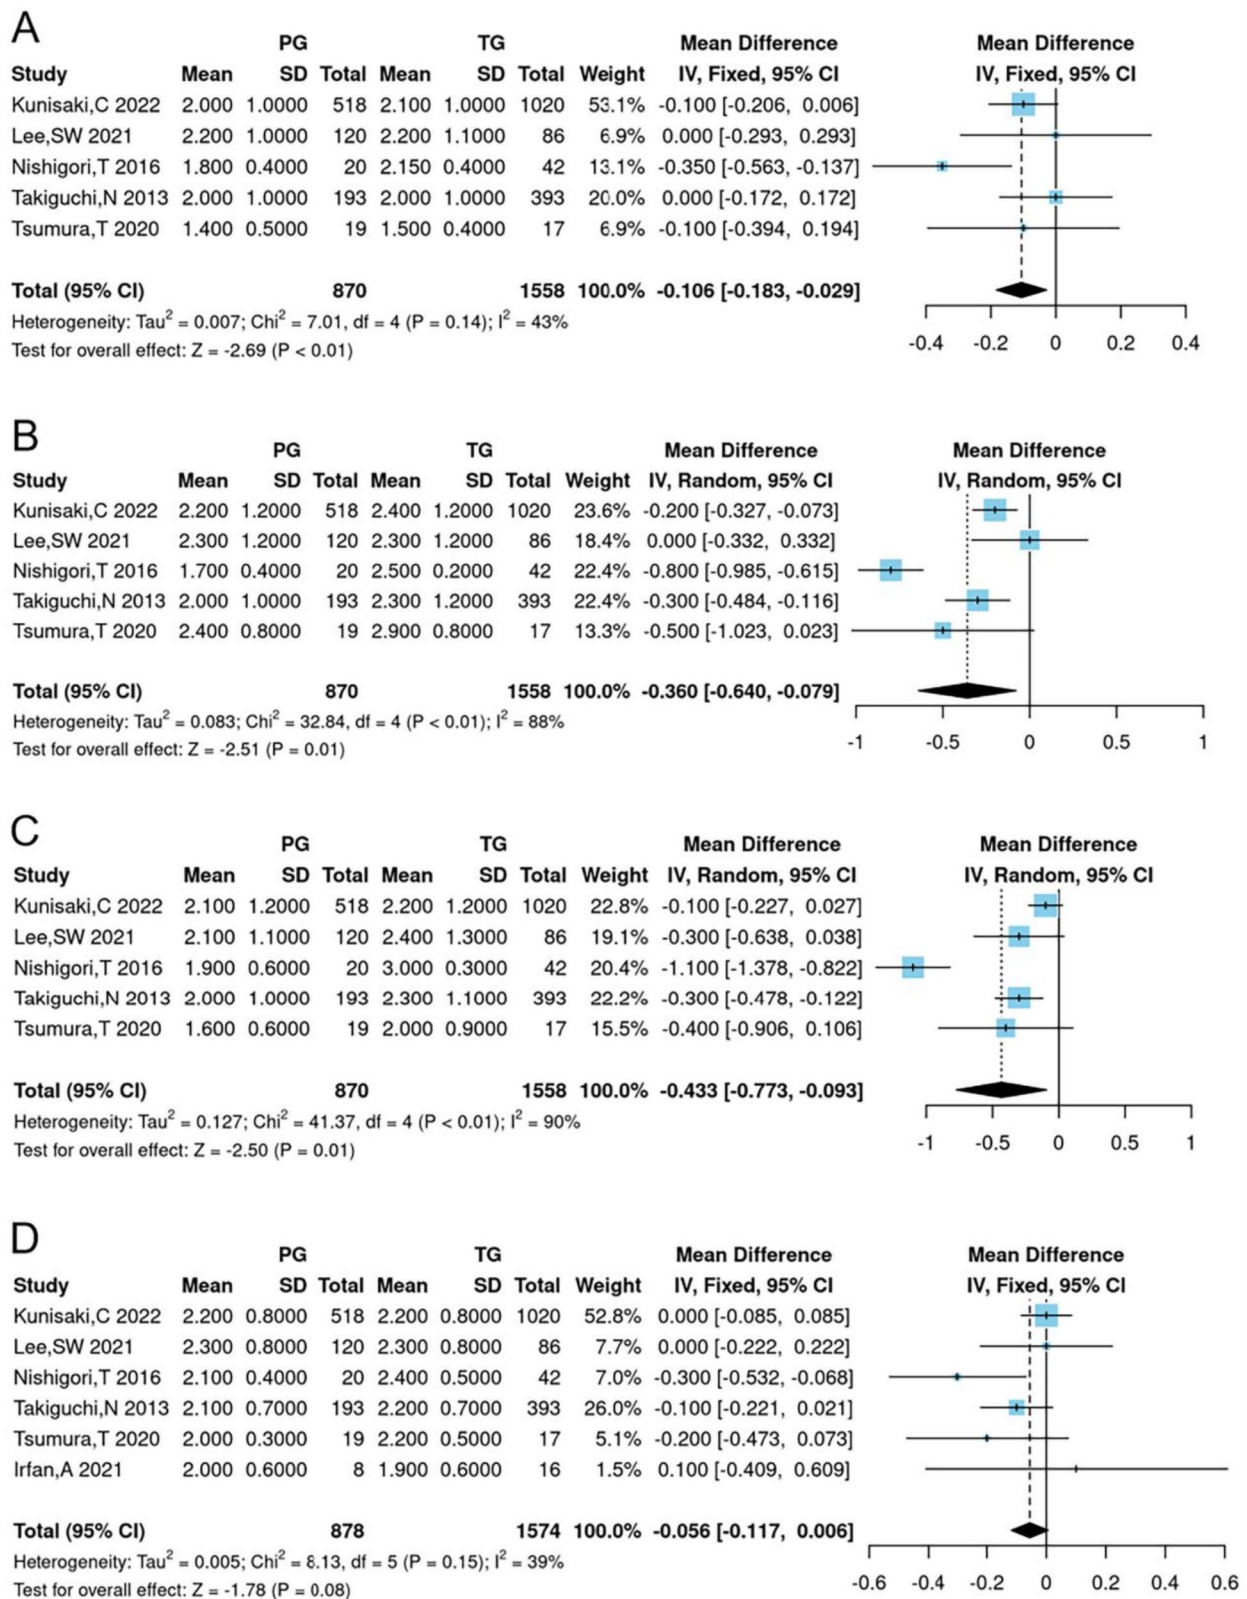 A
PG TG Mean Difference Mean Difference
Study Mean SD Total Mean SD Total Weight IV, Fixed, 95% CI IV, Fixed, 95% CI
Kunisaki,C 2022 2.000 1.0000 518 2.100 1.0000 1020 53.1% -0.100 [-0.206, 0.006]
Lee,SW 2021 2.200 1.0000 120 2.200 1.1000 86 6.9% 0.000 [-0.293, 0.293]
Nishigori,T 2016 1.800 0.4000 20 2.150 0.4000 42 13.1% -0.350 [-0.563, -0.137]
Takiguchi,N 2013 2.000 1.0000 193 2.000 1.0000 393 20.0% 0.000 [-0.172, 0.172]
Tsumura,T 2020 1.400 0.5000 19 1.500 0.4000 17 6.9% -0.100 [-0.394, 0.194]
Total (95% CI) 870 1558 100.0% -0.106 [-0.183, -0.029]
Heterogeneity: Tau² = 0.007; Chi² = 7.01, df = 4 (P = 0.14); I² = 43%
Test for overall effect: Z = -2.69 (P < 0.01)
-0.4 -0.2 0 0.2 0.4
B
PG TG Mean Difference Mean Difference
Study Mean SD Total Mean SD Total Weight IV, Random, 95% CI IV, Random, 95% CI
Kunisaki,C 2022 2.200 1.2000 518 2.400 1.2000 1020 23.6% -0.200 [-0.327, -0.073]
Lee,SW 2021 2.300 1.2000 120 2.300 1.2000 86 18.4% 0.000 [-0.332, 0.332]
Nishigori,T 2016 1.700 0.4000 20 2.500 0.2000 42 22.4% -0.800 [-0.985, -0.615]
Takiguchi,N 2013 2.000 1.0000 193 2.300 1.2000 393 22.4% -0.300 [-0.484, -0.116]
Tsumura,T 2020 2.400 0.8000 19 2.900 0.8000 17 13.3% -0.500 [-1.023, 0.023]
Total (95% CI) 870 1558 100.0% -0.360 [-0.640, -0.079]
Heterogeneity: Tau² = 0.083; Chi² = 32.84, df = 4 (P < 0.01); I² = 88%
Test for overall effect: Z = -2.51 (P = 0.01)
-1 -0.5 0 0.5 1
C
PG TG Mean Difference Mean Difference
Study Mean SD Total Mean SD Total Weight IV, Random, 95% CI IV, Random, 95% CI
Kunisaki,C 2022 2.100 1.2000 518 2.200 1.2000 1020 22.8% -0.100 [-0.227, 0.027]
Lee,SW 2021 2.100 1.1000 120 2.400 1.3000 86 19.1% -0.300 [-0.638, 0.038]
Nishigori,T 2016 1.900 0.6000 20 3.000 0.3000 42 20.4% -1.100 [-1.378, -0.822]
Takiguchi,N 2013 2.000 1.0000 193 2.300 1.1000 393 22.2% -0.300 [-0.478, -0.122]
Tsumura,T 2020 1.600 0.6000 19 2.000 0.9000 17 15.5% -0.400 [-0.906, 0.106]
Total (95% CI) 870 1558 100.0% -0.433 [-0.773, -0.093]
Heterogeneity: Tau² = 0.127; Chi² = 41.37, df = 4 (P < 0.01); I² = 90%
Test for overall effect: Z = -2.50 (P = 0.01)
-1 -0.5 0 0.5 1
D
PG TG Mean Difference Mean Difference
Study Mean SD Total Mean SD Total Weight IV, Fixed, 95% CI IV, Fixed, 95% CI
Kunisaki,C 2022 2.200 0.8000 518 2.200 0.8000 1020 52.8% 0.000 [-0.085, 0.085]
Lee,SW 2021 2.300 0.8000 120 2.300 0.8000 86 7.7% 0.000 [-0.222, 0.222]
Nishigori,T 2016 2.100 0.4000 20 2.400 0.5000 42 7.0% -0.300 [-0.532, -0.068]
Takiguchi,N 2013 2.100 0.7000 193 2.200 0.7000 393 26.0% -0.100 [-0.221, 0.021]
Tsumura,T 2020 2.000 0.3000 19 2.200 0.5000 17 5.1% -0.200 [-0.473, 0.073]
Irfan,A 2021 2.000 0.6000 8 1.900 0.6000 16 1.5% 0.100 [-0.409, 0.609]
Total (95% CI) 878 1574 100.0% -0.056 [-0.117, 0.006]
Heterogeneity: Tau² = 0.005; Chi² = 8.13, df = 5 (P = 0.15); I² = 39%
Test for overall effect: Z = -1.78 (P = 0.08)
-0.6 -0.4 -0.2 0 0.2 0.4 0.6